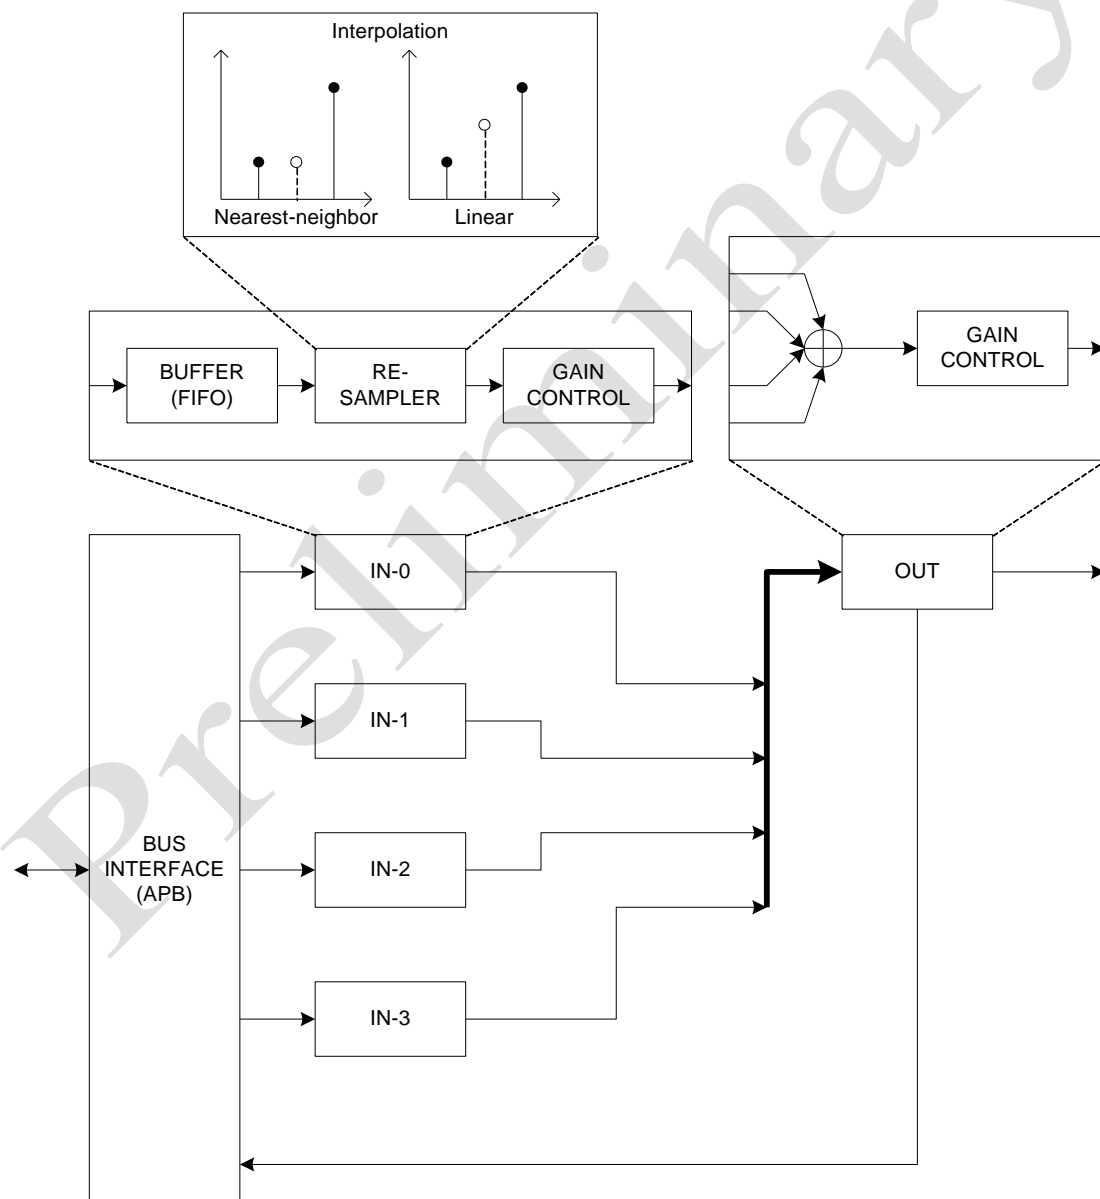 Interpolation
Nearest-neighbor
Linear
BUFFER
(FIFO)
RE-
SAMPLER
GAIN
CONTROL
GAIN
CONTROL
IN-0
OUT
IN-1
BUS
INTERFACE
(APB)
IN-2
IN-3
Preliminary